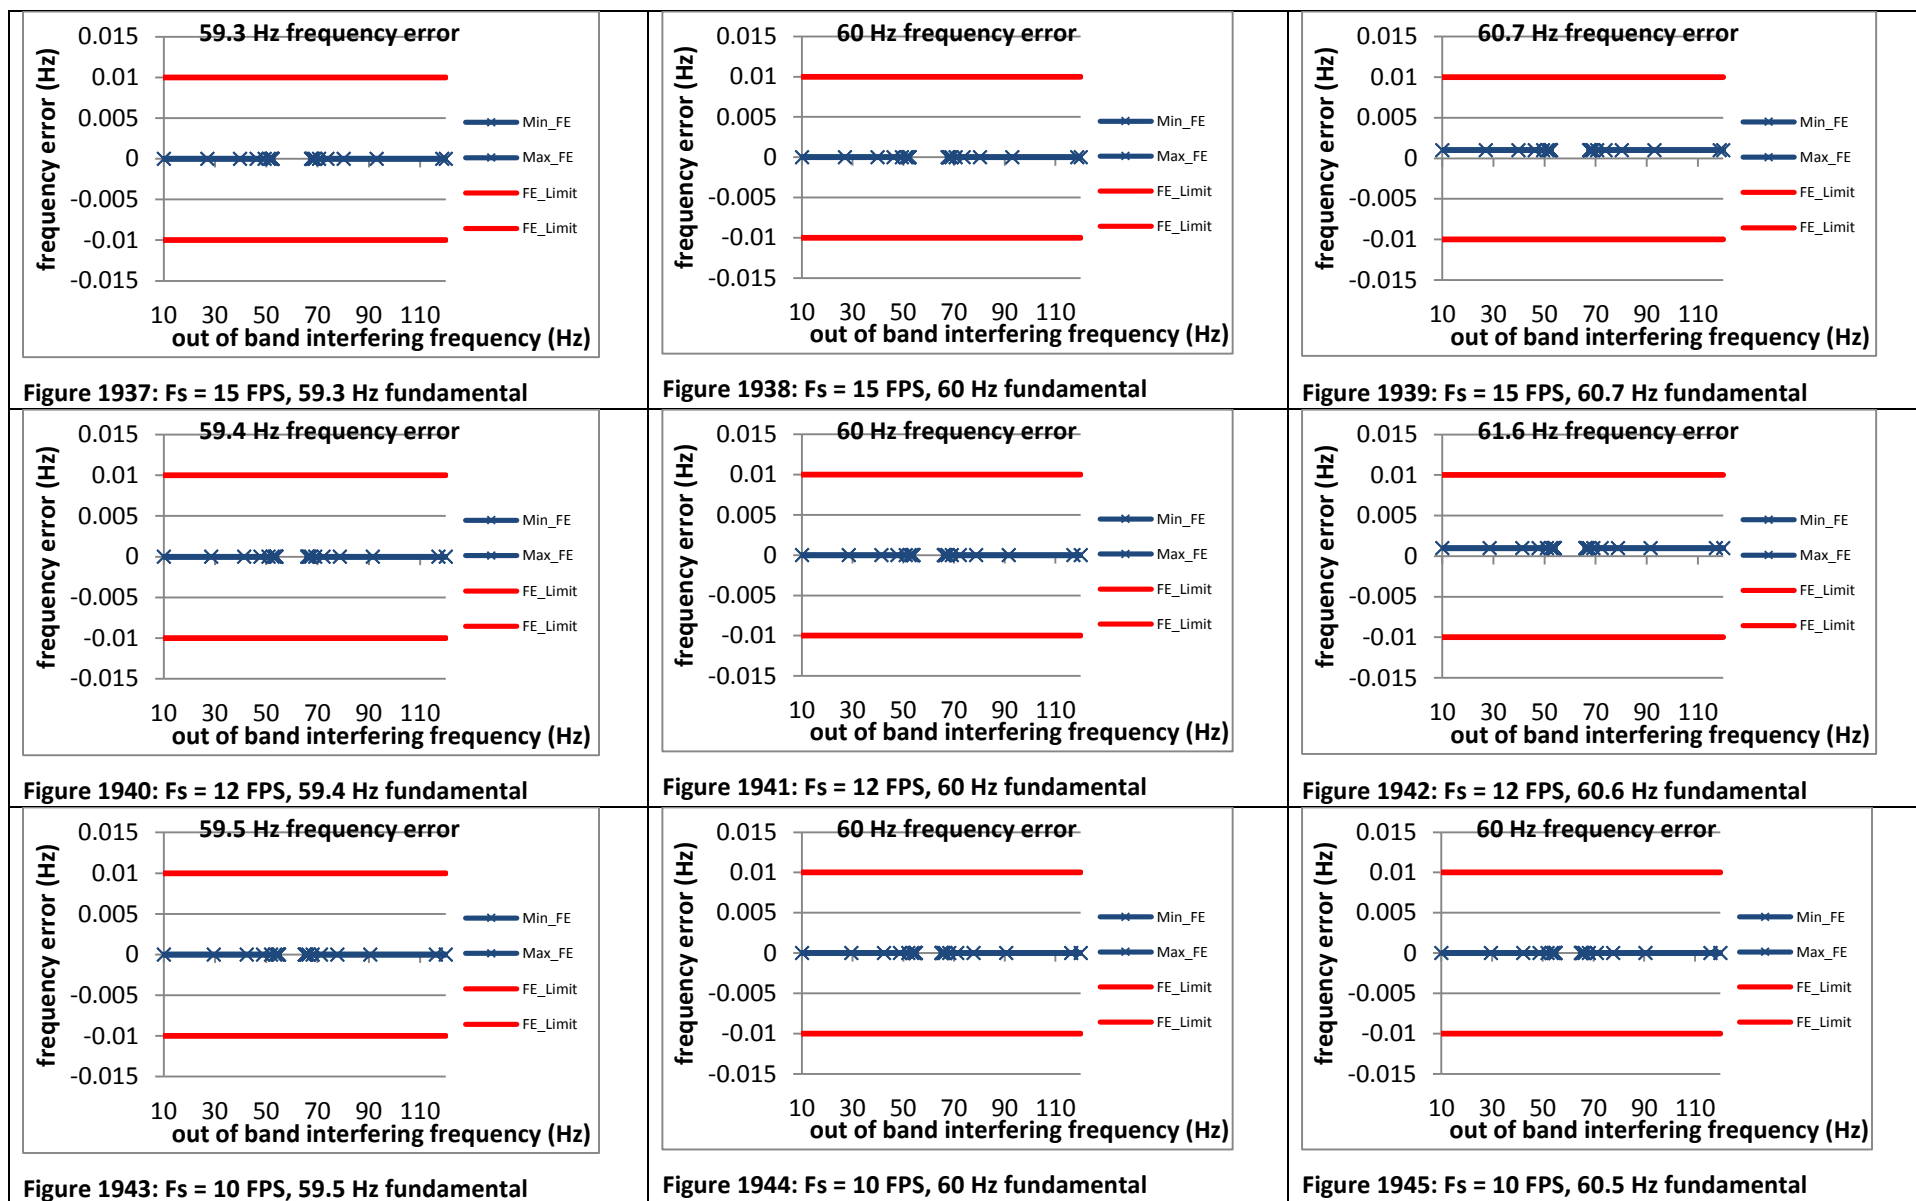 59.3 Hz frequency error
frequency error (Hz)
0.015
0.01
0.005
0
-0.005
-0.01
-0.015
10 30 50 70 90 110
out of band interfering frequency (Hz)
Min_FE
Max_FE
FE_Limit
FE_Limit
Figure 1937: Fs = 15 FPS, 59.3 Hz fundamental
60 Hz frequency error
frequency error (Hz)
0.015
0.01
0.005
0
-0.005
-0.01
-0.015
10 30 50 70 90 110
out of band interfering frequency (Hz)
Min_FE
Max_FE
FE_Limit
FE_Limit
Figure 1938: Fs = 15 FPS, 60 Hz fundamental
60.7 Hz frequency error
frequency error (Hz)
0.015
0.01
0.005
0
-0.005
-0.01
-0.015
10 30 50 70 90 110
out of band interfering frequency (Hz)
Min_FE
Max_FE
FE_Limit
FE_Limit
Figure 1939: Fs = 15 FPS, 60.7 Hz fundamental
59.4 Hz frequency error
frequency error (Hz)
0.015
0.01
0.005
0
-0.005
-0.01
-0.015
10 30 50 70 90 110
out of band interfering frequency (Hz)
Min_FE
Max_FE
FE_Limit
FE_Limit
Figure 1940: Fs = 12 FPS, 59.4 Hz fundamental
60 Hz frequency error
frequency error (Hz)
0.015
0.01
0.005
0
-0.005
-0.01
-0.015
10 30 50 70 90 110
out of band interfering frequency (Hz)
Min_FE
Max_FE
FE_Limit
FE_Limit
Figure 1941: Fs = 12 FPS, 60 Hz fundamental
61.6 Hz frequency error
frequency error (Hz)
0.015
0.01
0.005
0
-0.005
-0.01
-0.015
10 30 50 70 90 110
out of band interfering frequency (Hz)
Min_FE
Max_FE
FE_Limit
FE_Limit
Figure 1942: Fs = 12 FPS, 60.6 Hz fundamental
59.5 Hz frequency error
frequency error (Hz)
0.015
0.01
0.005
0
-0.005
-0.01
-0.015
10 30 50 70 90 110
out of band interfering frequency (Hz)
Min_FE
Max_FE
FE_Limit
FE_Limit
Figure 1943: Fs = 10 FPS, 59.5 Hz fundamental
60 Hz frequency error
frequency error (Hz)
0.015
0.01
0.005
0
-0.005
-0.01
-0.015
10 30 50 70 90 110
out of band interfering frequency (Hz)
Min_FE
Max_FE
FE_Limit
FE_Limit
Figure 1944: Fs = 10 FPS, 60 Hz fundamental
60 Hz frequency error
frequency error (Hz)
0.015
0.01
0.005
0
-0.005
-0.01
-0.015
10 30 50 70 90 110
out of band interfering frequency (Hz)
Min_FE
Max_FE
FE_Limit
FE_Limit
Figure 1945: Fs = 10 FPS, 60.5 Hz fundamental